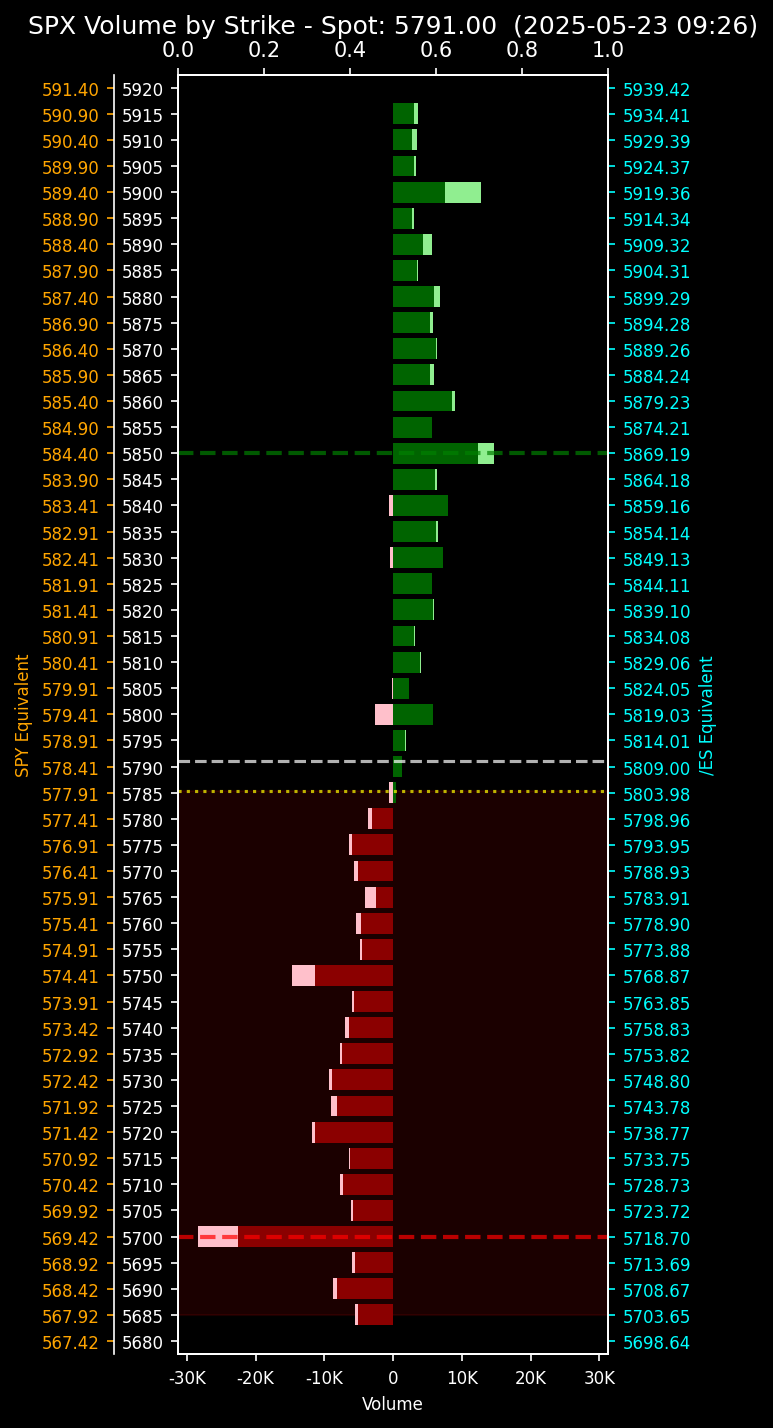 SPX Volume by Strike - Spot: 5791.00 (2025-05-23 09:26)
0.0 0.2 0.4 0.6 0.8 1.0
591.40 5920 5939.42
590.90 5915 5934.41
590.40 5910 5929.39
589.90 5905 5924.37
589.40 5900 5919.36
588.90 5895 5914.34
588.40 5890 5909.32
587.90 5885 5904.31
587.40 5880 5899.29
586.90 5875 5894.28
586.40 5870 5889.26
585.90 5865 5884.24
585.40 5860 5879.23
584.90 5855 5874.21
584.40 5850 5869.19
583.90 5845 5864.18
583.41 5840 5859.16
582.91 5835 5854.14
582.41 5830 5849.13
581.91 5825 5844.11
581.41 5820 5839.10
580.91 5815 5834.08
580.41 5810 5829.06
579.91 5805 5824.05
579.41 5800 5819.03
578.91 5795 5814.01
578.41 5790 5809.00
577.91 5785 5803.98
577.41 5780 5798.96
576.91 5775 5793.95
576.41 5770 5788.93
575.91 5765 5783.91
575.41 5760 5778.90
574.91 5755 5773.88
574.41 5750 5768.87
573.91 5745 5763.85
573.42 5740 5758.83
572.92 5735 5753.82
572.42 5730 5748.80
571.92 5725 5743.78
571.42 5720 5738.77
570.92 5715 5733.75
570.42 5710 5728.73
569.92 5705 5723.72
569.42 5700 5718.70
568.92 5695 5713.69
568.42 5690 5708.67
567.92 5685 5703.65
567.42 5680 5698.64
SPY Equivalent
/ES Equivalent
-30K -20K -10K 0 10K 20K 30K
Volume